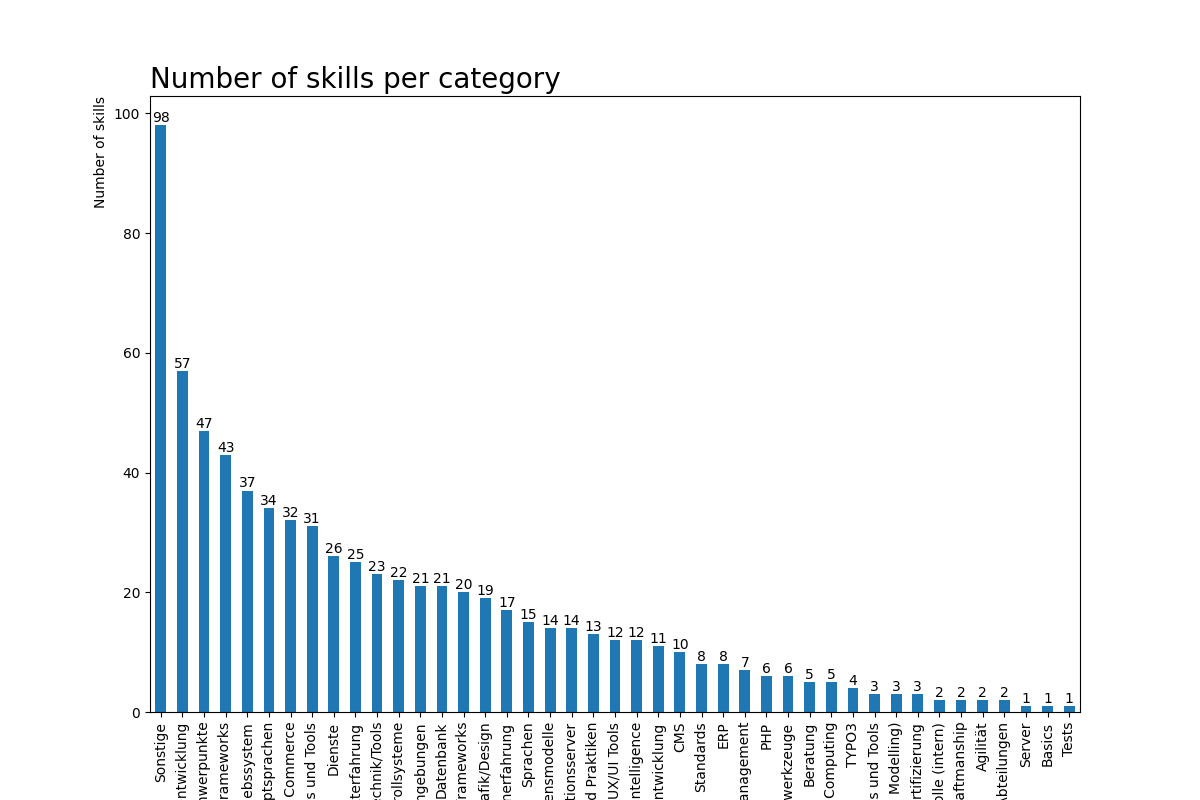 Number of skills per category
Number of skills
100
80
60
40
20
0
98
57
47
43
37
34
32
31
26
25
23
22
21
21
20
19
17
15
14
14
13
12
12
11
10
8
8
7
6
6
5
5
4
3
3
3
2
2
2
2
1
1
1
Sonstige
ntwicklung
werpunkte
rameworks
ebssystem
ptsprachen
Commerce
s und Tools
Dienste
terfahrung
echnik/Tools
rollsysteme
ngebungen
Datenbank
rameworks
afik/Design
nerfahrung
Sprachen
ensmodelle
tionsserver
d Praktiken
UX/UI Tools
ntelligence
ntwicklung
CMS
Standards
ERP
anagement
PHP
werkzeuge
Beratung
Computing
TYPO3
s und Tools
Modelling)
rtifizierung
olle (intern)
aftmanship
Agilität
Abteilungen
Server
Basics
Tests